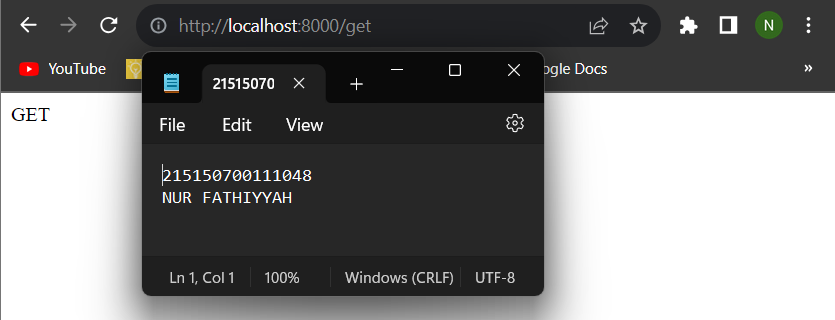 http://localhost:8000/get
N
YouTube
ogle Docs
»
GET
21515070
File Edit View
215150700111048
NUR FATHIYYAH
Ln 1, Col 1 100% Windows (CRLF) UTF-8